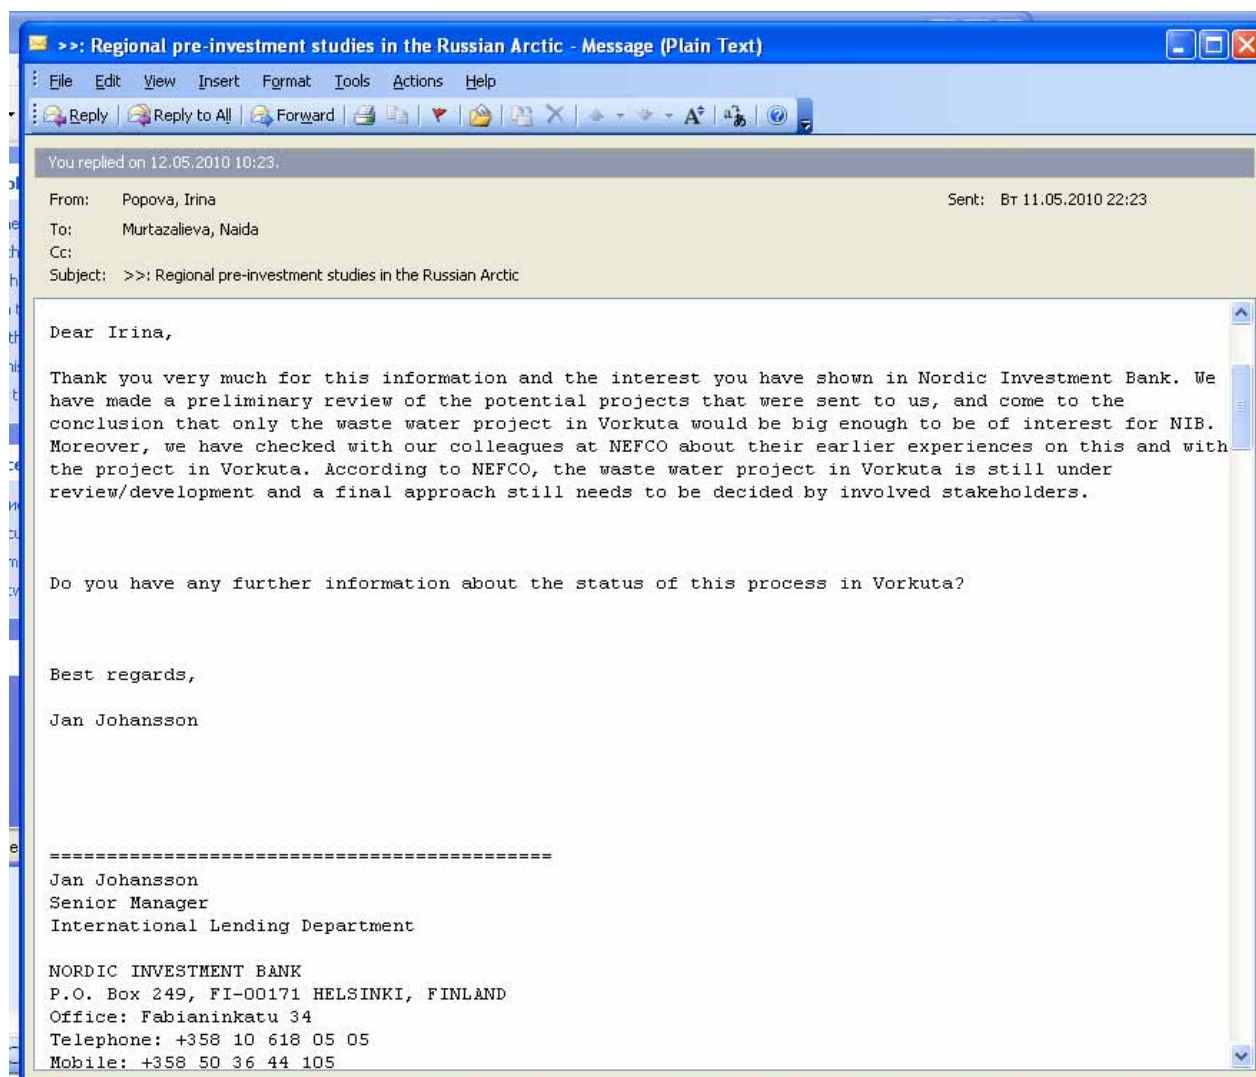 >>: Regional pre-investment studies in the Russian Arctic - Message (Plain Text)
File Edit View Insert Format Tools Actions Help
Reply Reply to All Forward
You replied on 12.05.2010 10:23.
From: Popova, Irina Sent: Вт 11.05.2010 22:23
To: Murtazalieva, Naida
Cc:
Subject: >>: Regional pre-investment studies in the Russian Arctic
Dear Irina,
Thank you very much for this information and the interest you have shown in Nordic Investment Bank. We
have made a preliminary review of the potential projects that were sent to us, and come to the
conclusion that only the waste water project in Vorkuta would be big enough to be of interest for NIB.
Moreover, we have checked with our colleagues at NEFCO about their earlier experiences on this and with
the project in Vorkuta. According to NEFCO, the waste water project in Vorkuta is still under
review/development and a final approach still needs to be decided by involved stakeholders.
Do you have any further information about the status of this process in Vorkuta?
Best regards,
Jan Johansson
============================================
Jan Johansson
Senior Manager
International Lending Department
NORDIC INVESTMENT BANK
P.O. Box 249, FI-00171 HELSINKI, FINLAND
Office: Fabianinkatu 34
Telephone: +358 10 618 05 05
Mobile: +358 50 36 44 105